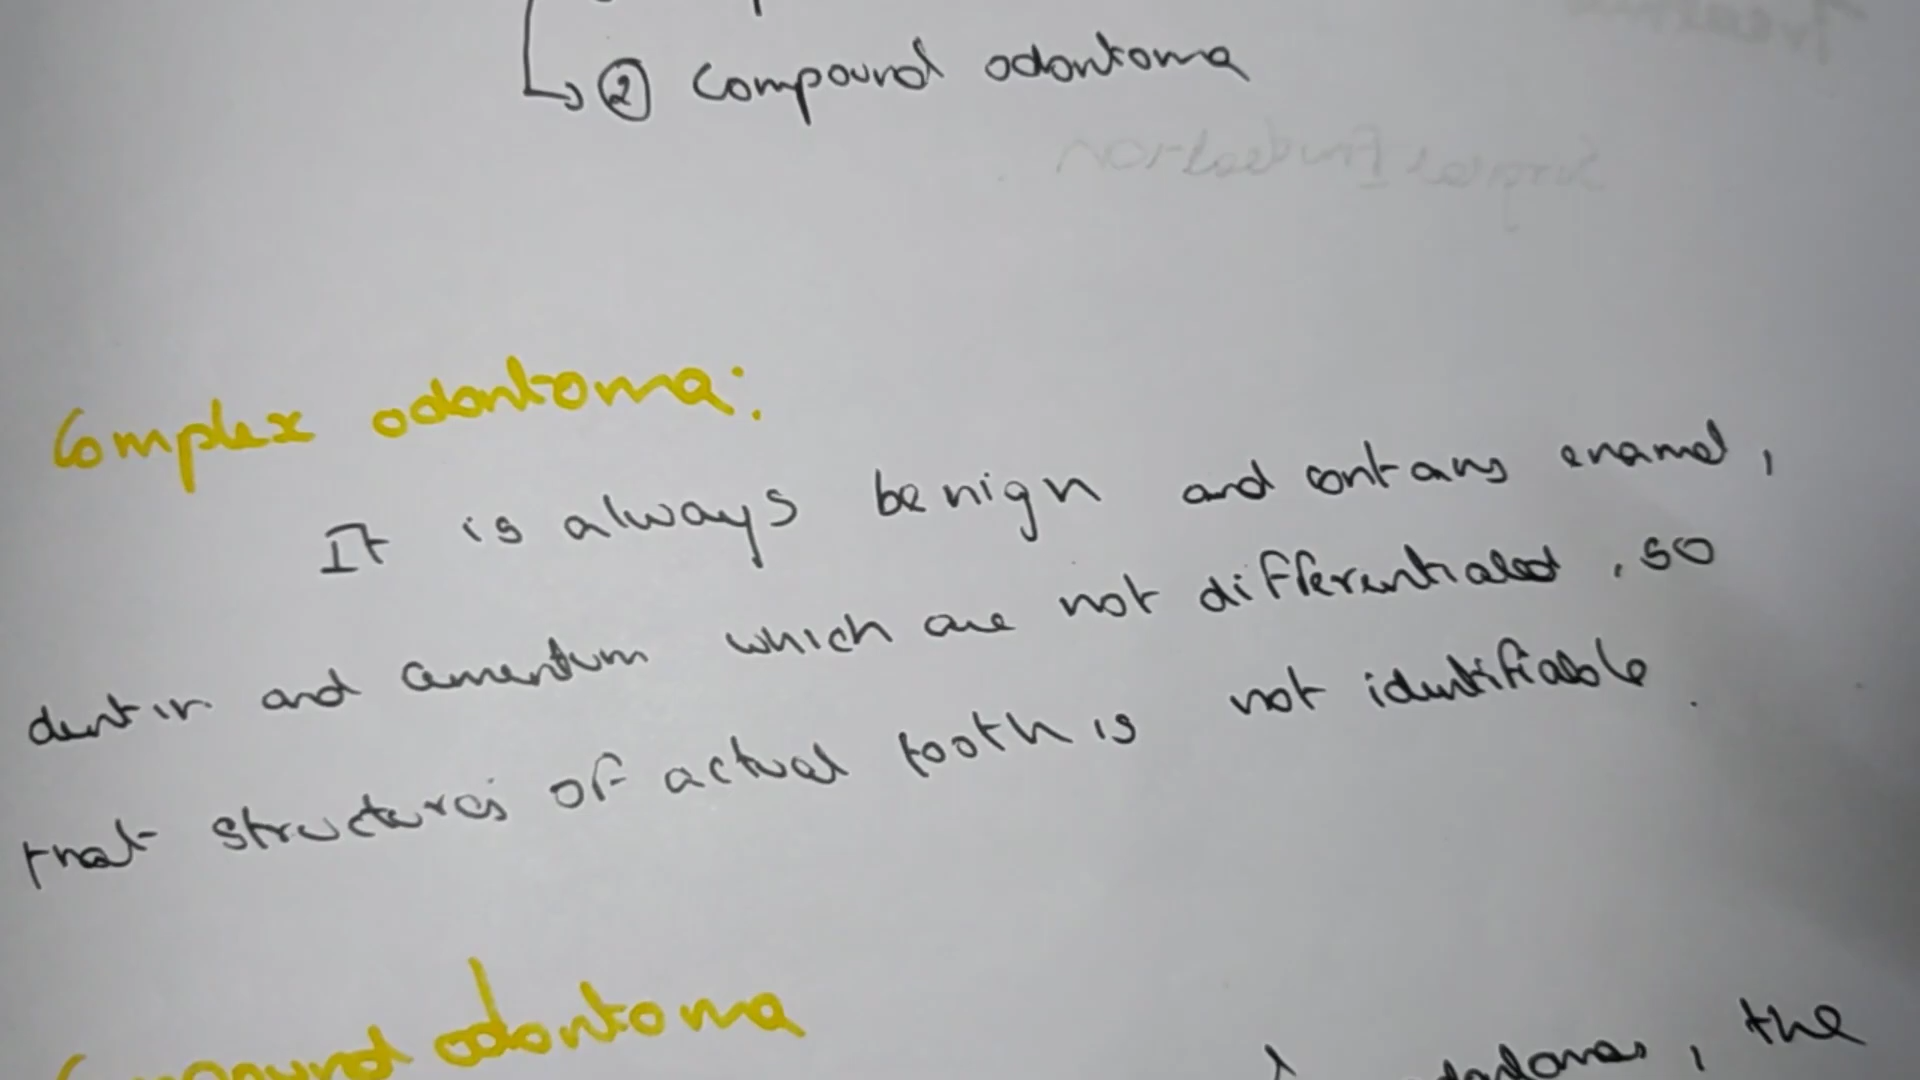 ② Compound odontoma
Complex odontoma:
It is always benign and contans enamel,
dentin and cementum which are not differentiated, so
that structures of actual tooth is not identifiable.
Compound odontoma
, the